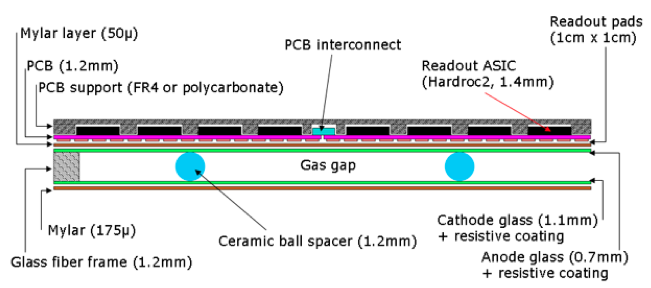 Mylar layer (50µ)
PCB (1.2mm)
PCB support (FR4 or polycarbonate)
PCB interconnect
Readout ASIC
(Hardroc2, 1.4mm)
Readout pads
(1cm x 1cm)
Gas gap
Mylar (175µ)
Glass fiber frame (1.2mm)
Ceramic ball spacer (1.2mm)
Cathode glass (1.1mm)
+ resistive coating
Anode glass (0.7mm)
+ resistive coating